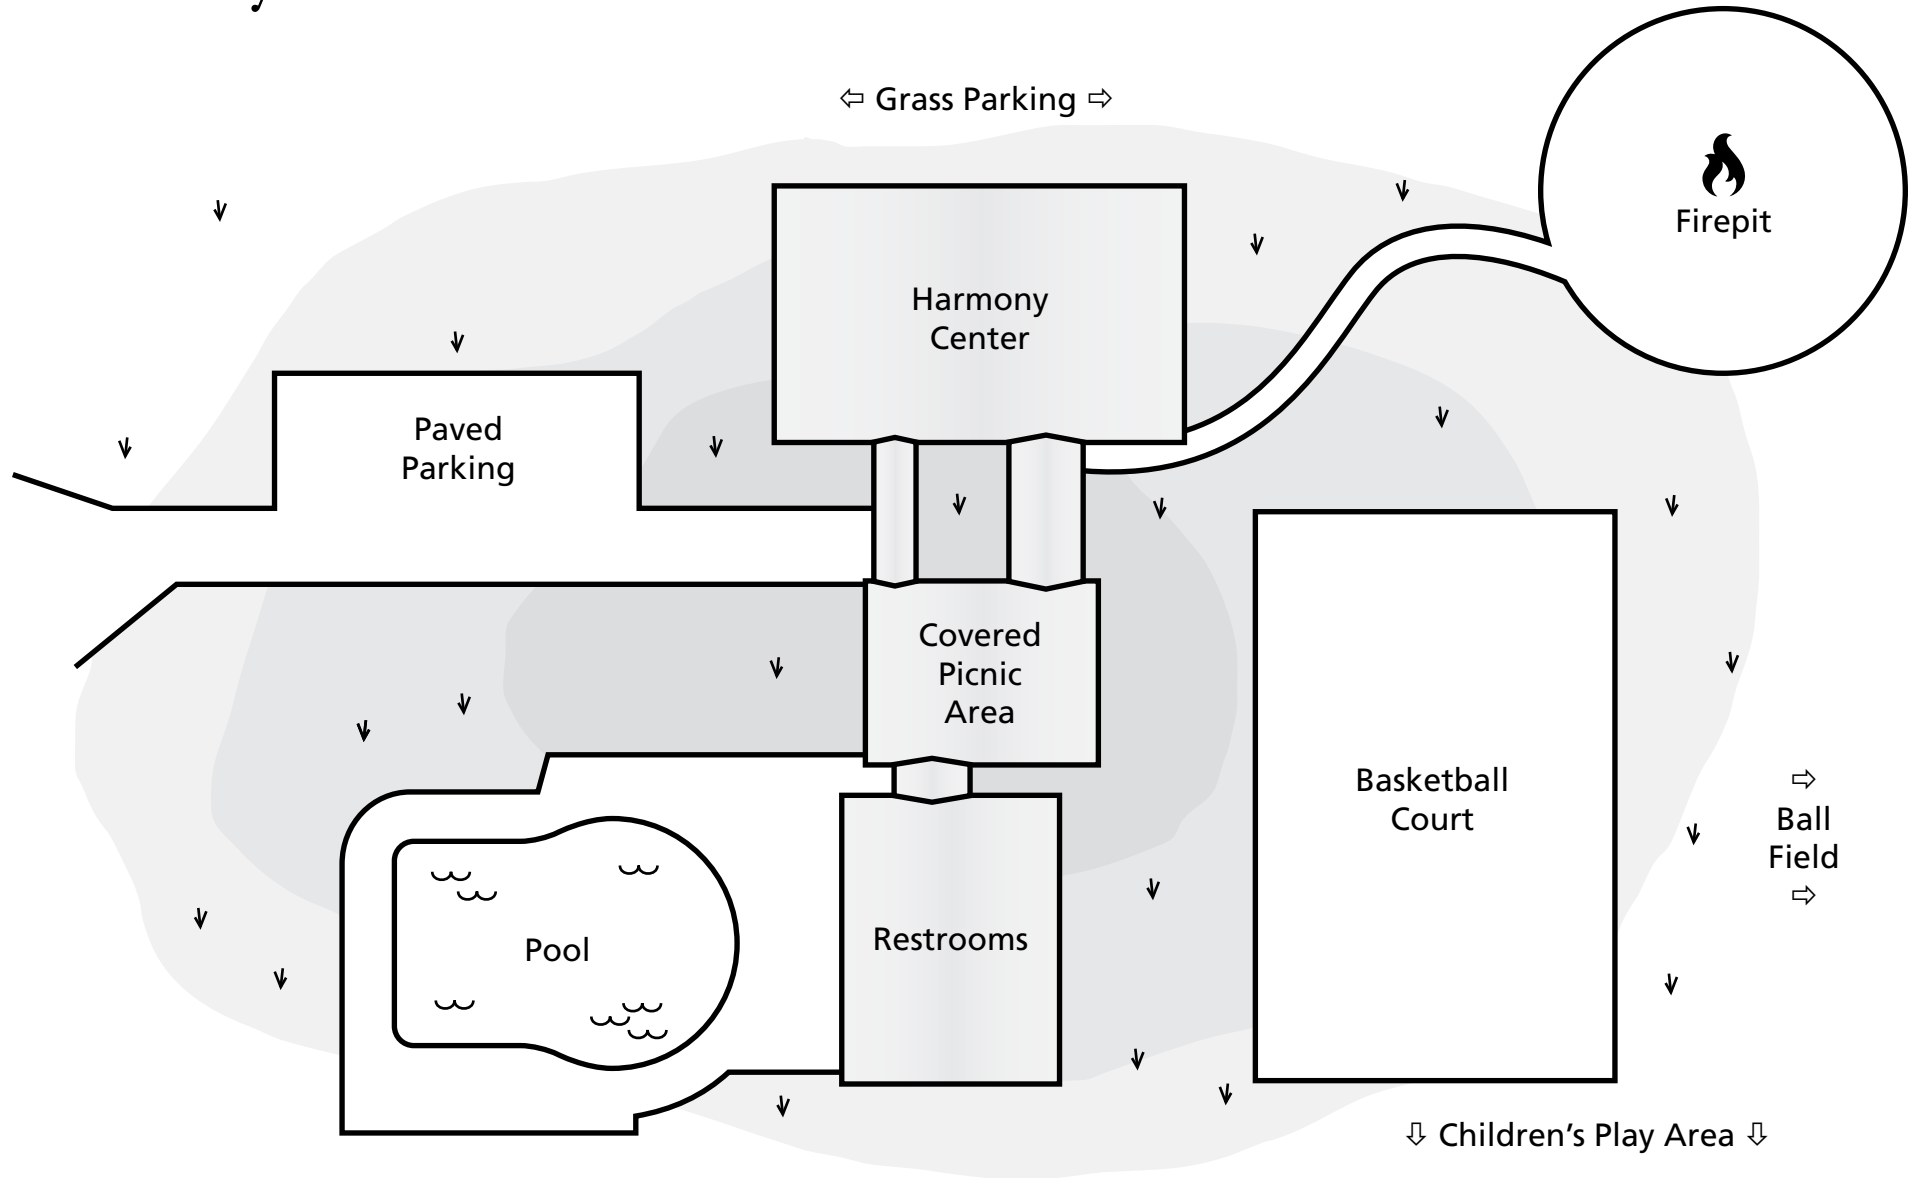 ⇦ Grass Parking ⇨
Firepit
Harmony
Center
Paved
Parking
Covered
Picnic
Area
Basketball
Court
⇨
Ball
Field
⇨
Pool
Restrooms
⇩ Children’s Play Area ⇩